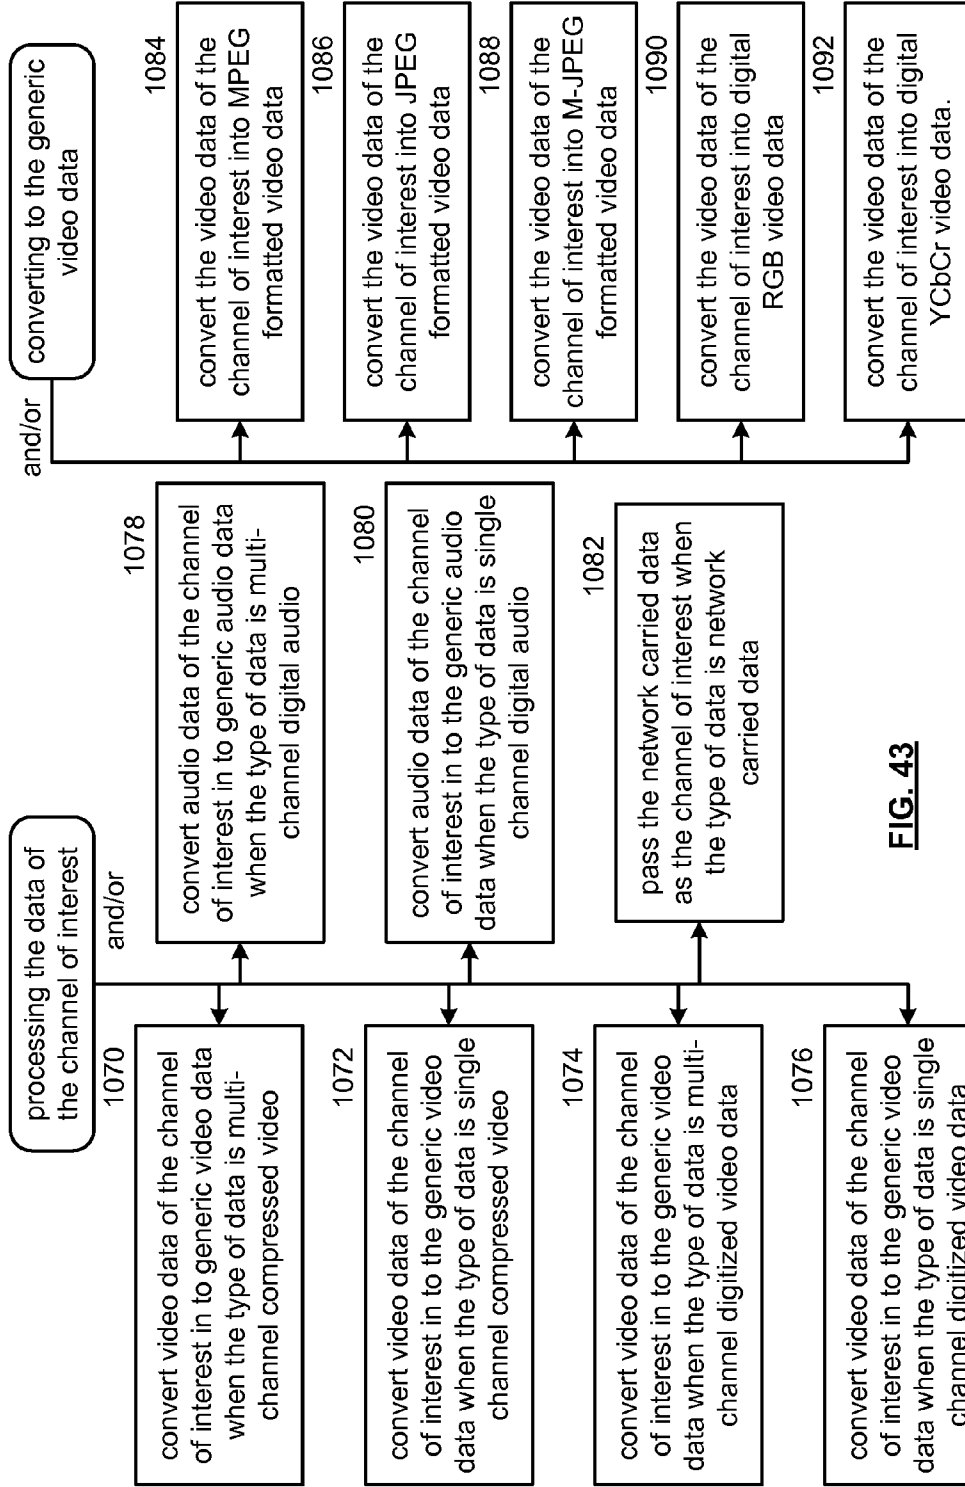 processing the data of
the channel of interest
and/or
1070
convert video data of the channel
of interest in to generic video data
when the type of data is multi-
channel compressed video
1072
convert video data of the channel
of interest in to the generic video
data when the type of data is single
channel compressed video
1074
convert video data of the channel
of interest in to the generic video
data when the type of data is multi-
channel digitized video data
1076
convert video data of the channel
of interest in to the generic video
data when the type of data is single
channel digitized video data
1078
convert audio data of the channel
of interest in to generic audio data
when the type of data is multi-
channel digital audio
1080
convert audio data of the channel
of interest in to the generic audio
data when the type of data is single
channel digital audio
1082
pass the network carried data
as the channel of interest when
the type of data is network
carried data
converting to the generic
video data
and/or
1084
convert the video data of the
channel of interest into MPEG
formatted video data
1086
convert the video data of the
channel of interest into JPEG
formatted video data
1088
convert the video data of the
channel of interest into M-JPEG
formatted video data
1090
convert the video data of the
channel of interest into digital
RGB video data
1092
convert the video data of the
channel of interest into digital
YCbCr video data.
FIG. 43